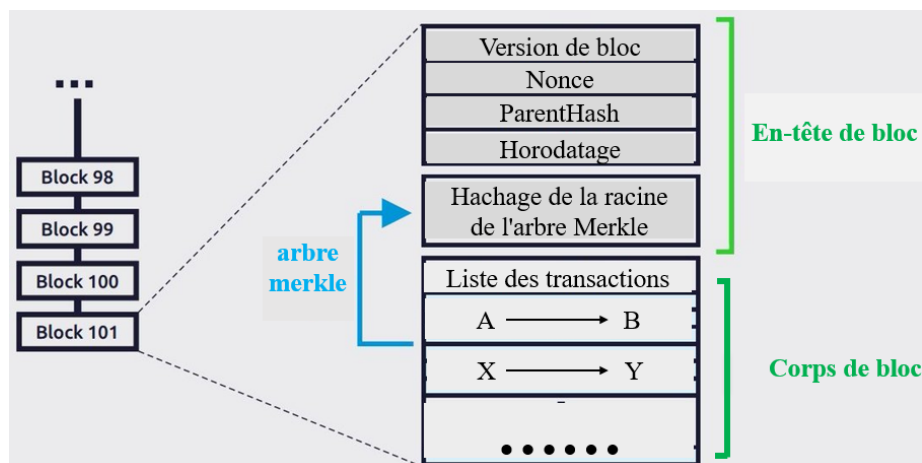 ...
Block 98
Block 99
Block 100
Block 101
arbre
merkle
Version de bloc
Nonce
ParentHash
Horodatage
Hachage de la racine
de l'arbre Merkle
Liste des transactions
A → B
X → Y
......
En-tête de bloc
Corps de bloc